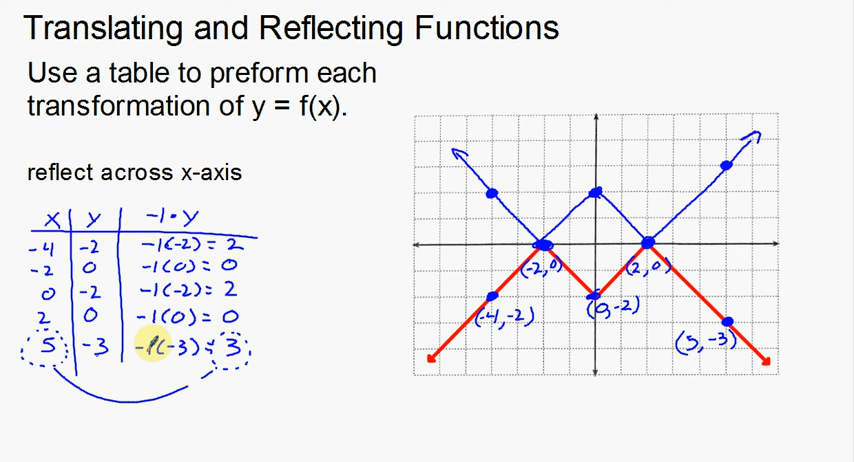 Translating and Reflecting Functions
Use a table to preform each
transformation of y = f(x).
reflect across x-axis
x y -1 · y
-4 -2 -1(-2) = 2
-2 0 -1(0) = 0
0 -2 -1(-2) = 2
2 0 -1(0) = 0
5 -3 -1(-3) = 3
(-2, 0)
(2, 0)
(-4, -2)
(0, -2)
(5, -3)